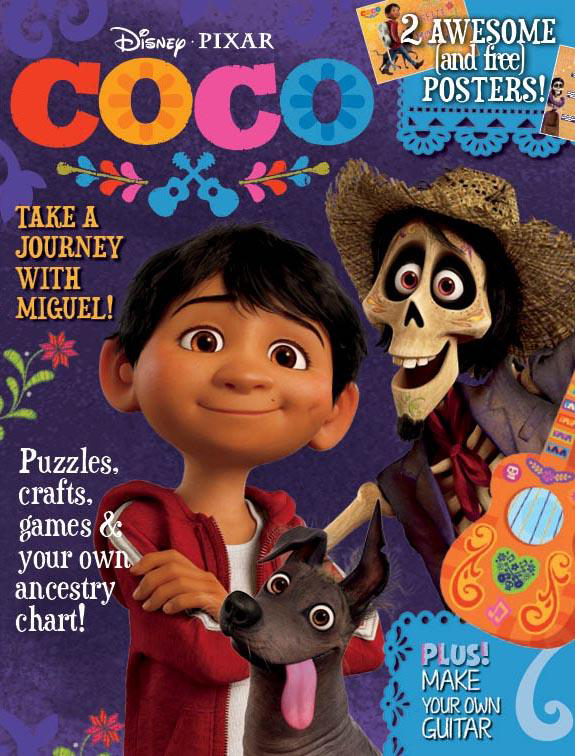 Disney · PIXAR
COCO
2 AWESOME
(and free)
POSTERS!
TAKE A
JOURNEY
WITH
MIGUEL!
Puzzles,
crafts,
games &
your own
ancestry
chart!
PLUS!
MAKE
YOUR OWN
GUITAR